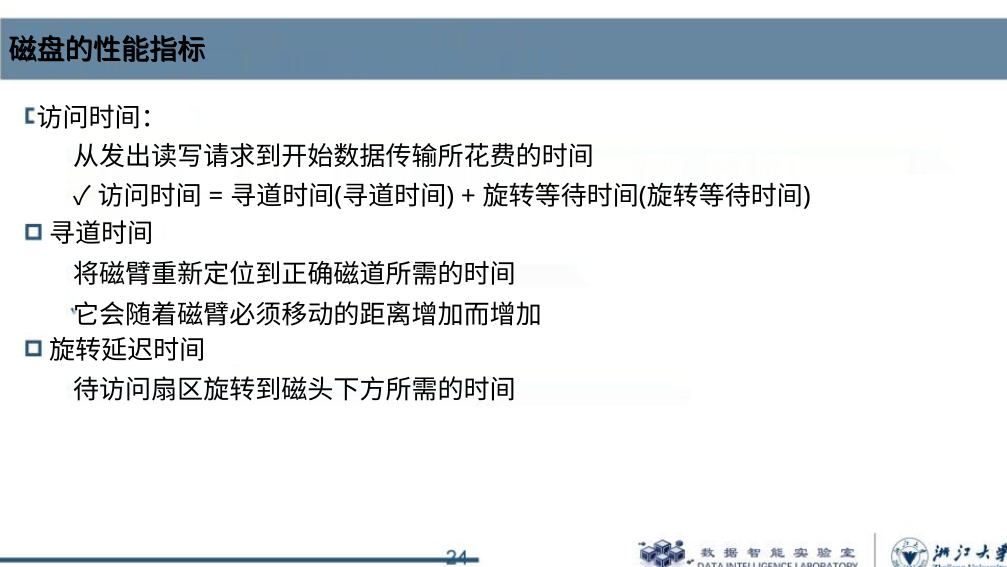 磁盘的性能指标
访问时间：
从发出读写请求到开始数据传输所花费的时间
✓ 访问时间 = 寻道时间(寻道时间) + 旋转等待时间(旋转等待时间)
寻道时间
将磁臂重新定位到正确磁道所需的时间
它会随着磁臂必须移动的距离增加而增加
旋转延迟时间
待访问扇区旋转到磁头下方所需的时间
24
数据智能实验室
DATA INTELLIGENCE LABORATORY
浙江大学